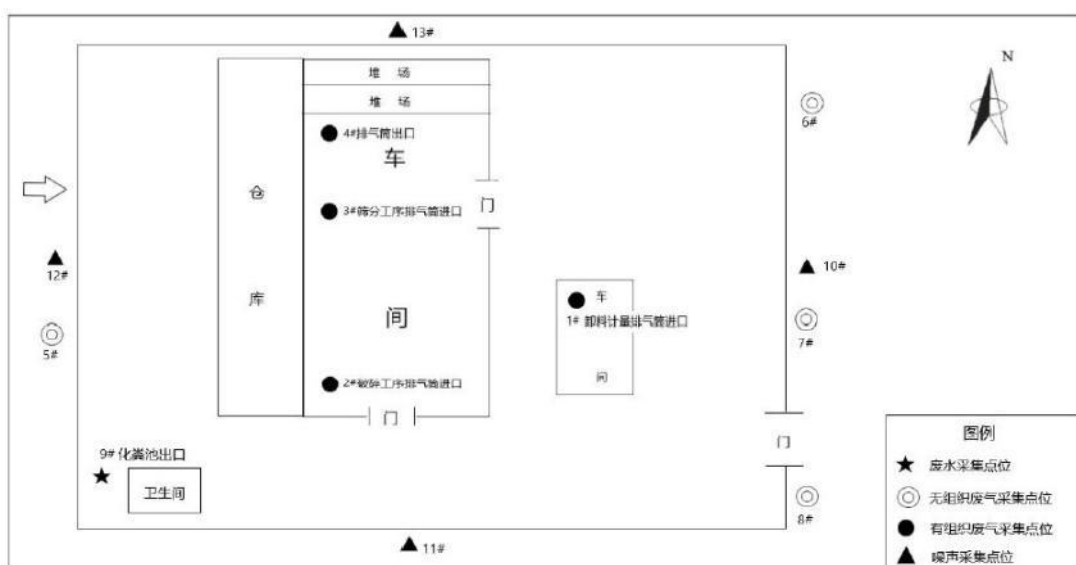 13#
N
堆 场
堆 场
6#
4#排气筒出口
车
仓
门
3#筛分工序排气筒进口
10#
12#
库
车
间
1# 卸料计量排气筒进口
7#
5#
间
2#破碎工序排气筒进口
门
门
图例
9# 化粪池出口
废水采集点位
卫生间
无组织废气采集点位
8#
有组织废气采集点位
11#
噪声采集点位